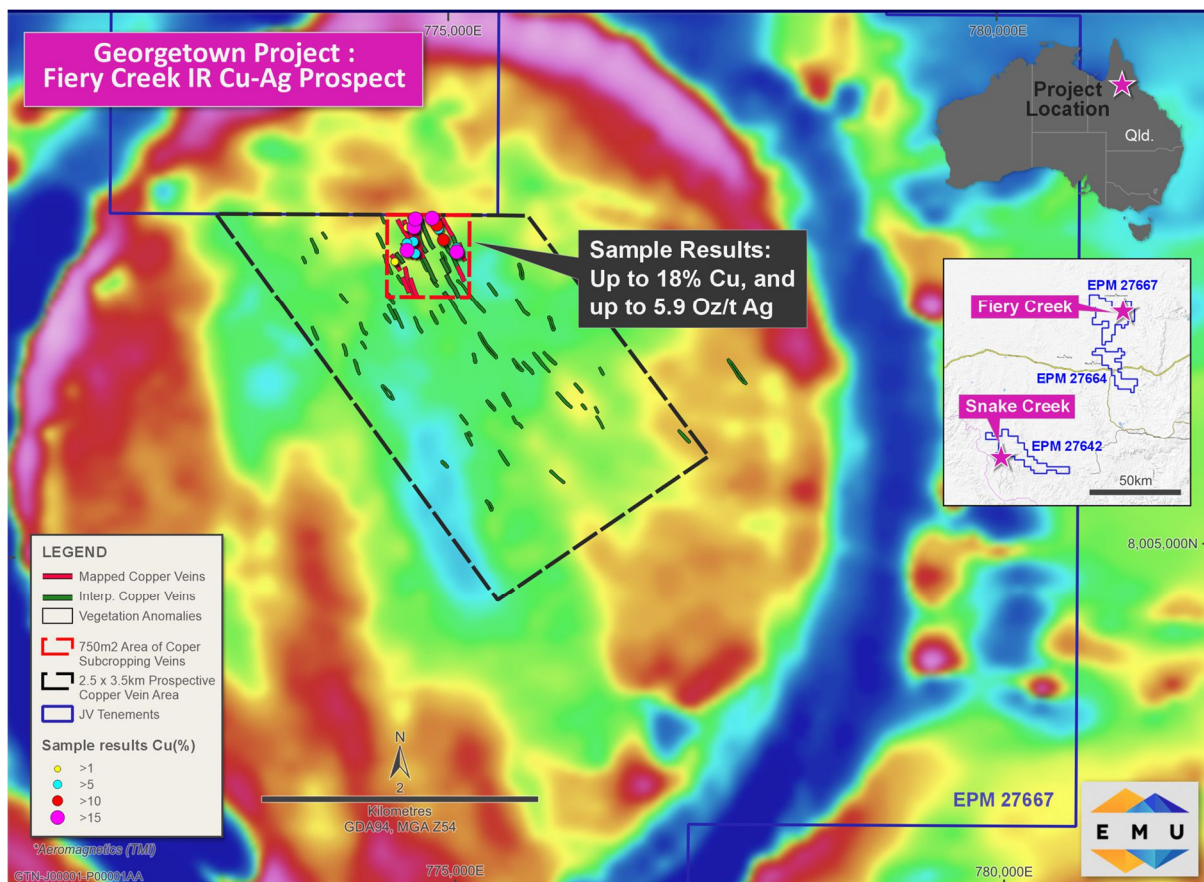 775,000E
780,000E
Georgetown Project :
Fiery Creek IR Cu-Ag Prospect
Project
Location
Qld.
Sample Results:
Up to 18% Cu, and
up to 5.9 Oz/t Ag
EPM 27667
Fiery Creek
EPM 27664
Snake Creek
EPM 27642
50km
8,005,000N
LEGEND
Mapped Copper Veins
Interp. Copper Veins
Vegetation Anomalies
750m2 Area of Coper
Subcropping Veins
2.5 x 3.5km Prospective
Copper Vein Area
JV Tenements
Sample results Cu(%)
>1
>5
>10
>15
N
2
Kilometres
GDA94, MGA Z54
EPM 27667
EMU
*Aeromagnetics (TMI)
GTN-J00001-P00001AA
775,000E
780,000E